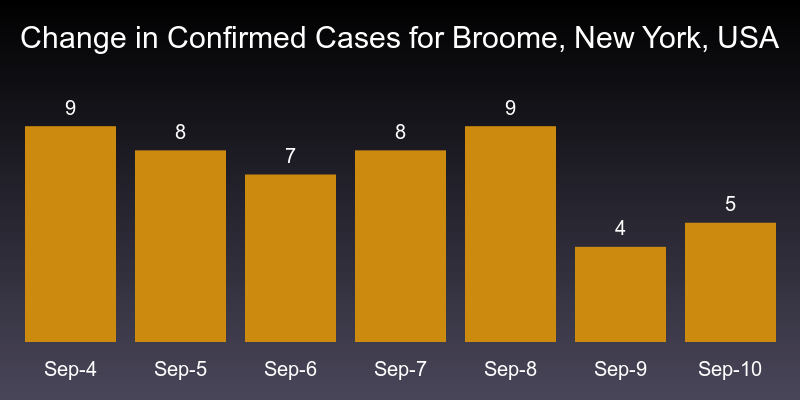 Change in Confirmed Cases for Broome, New York, USA
9
8
7
8
9
4
5
Sep-4
Sep-5
Sep-6
Sep-7
Sep-8
Sep-9
Sep-10